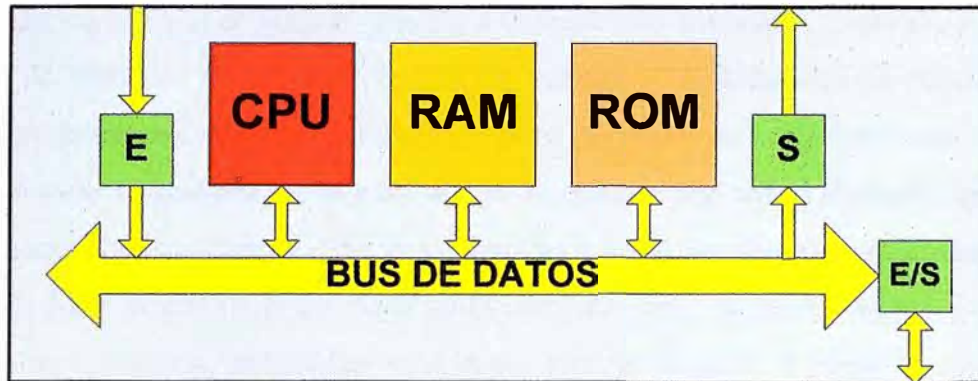 CPU
RAM
ROM
E
S
BUS DE DATOS
E/S